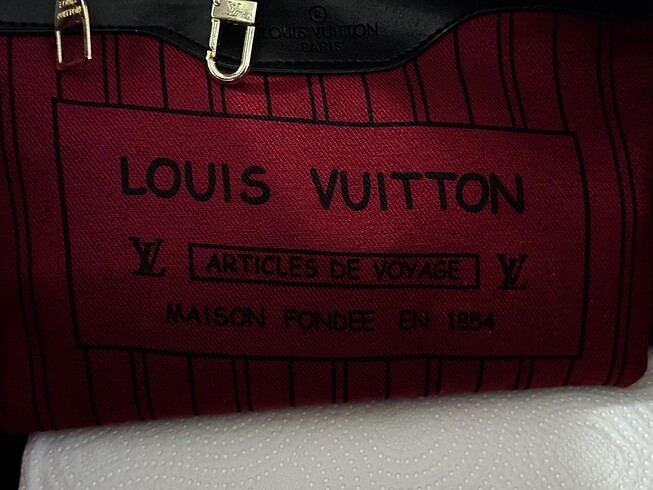 LOUIS VUITTON
PARIS
LOUIS VUITTON
LV ARTICLES DE VOYAGE LV
MAISON FONDEE EN 1854